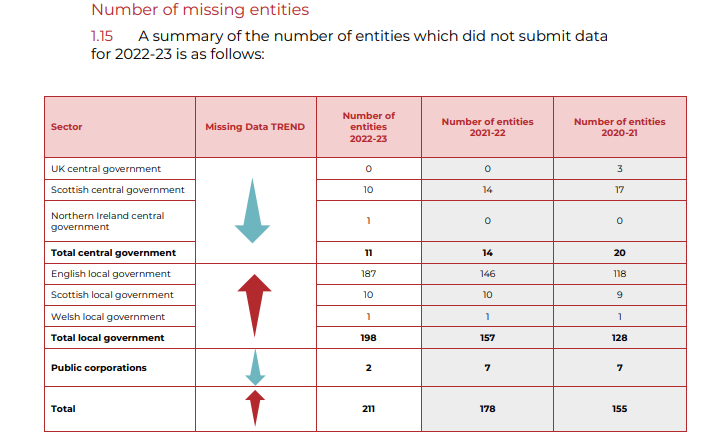 Number of missing entities
1.15 A summary of the number of entities which did not submit data
for 2022-23 is as follows:
Sector Missing Data TREND Number of entities 2022-23 Number of entities 2021-22 Number of entities 2020-21
UK central government 0 0 3
Scottish central government 10 14 17
Northern Ireland central government 1 0 0
Total central government 11 14 20
English local government 187 146 118
Scottish local government 10 10 9
Welsh local government 1 1 1
Total local government 198 157 128
Public corporations 2 7 7
Total 211 178 155